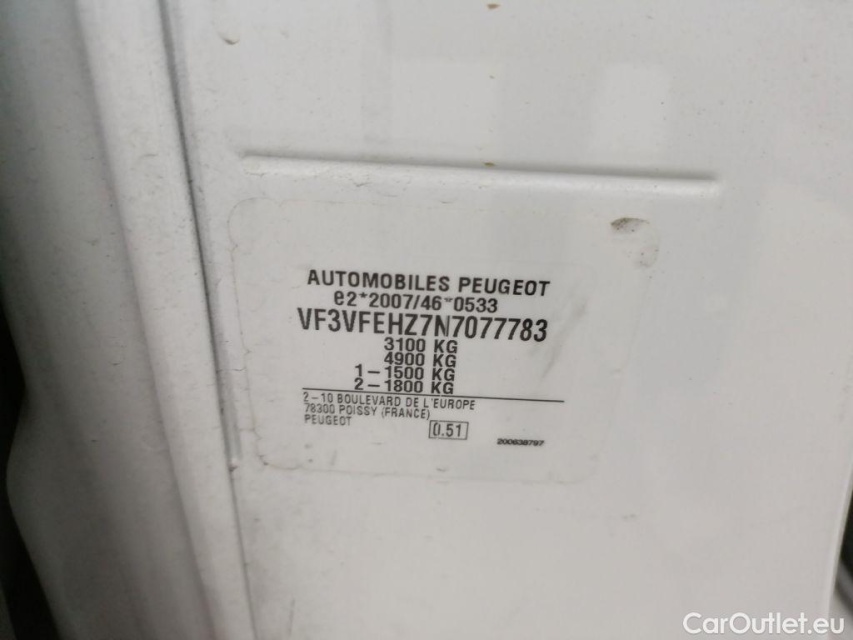 AUTOMOBILES PEUGEOT
e2*2007/46*0533
VF3VFEHZ7N7077783
3100 KG
4900 KG
1-1500 KG
2-1800 KG
2-10 BOULEVARD DE L'EUROPE
78300 POISSY (FRANCE)
PEUGEOT
0.51
200638797
CarOutlet.eu